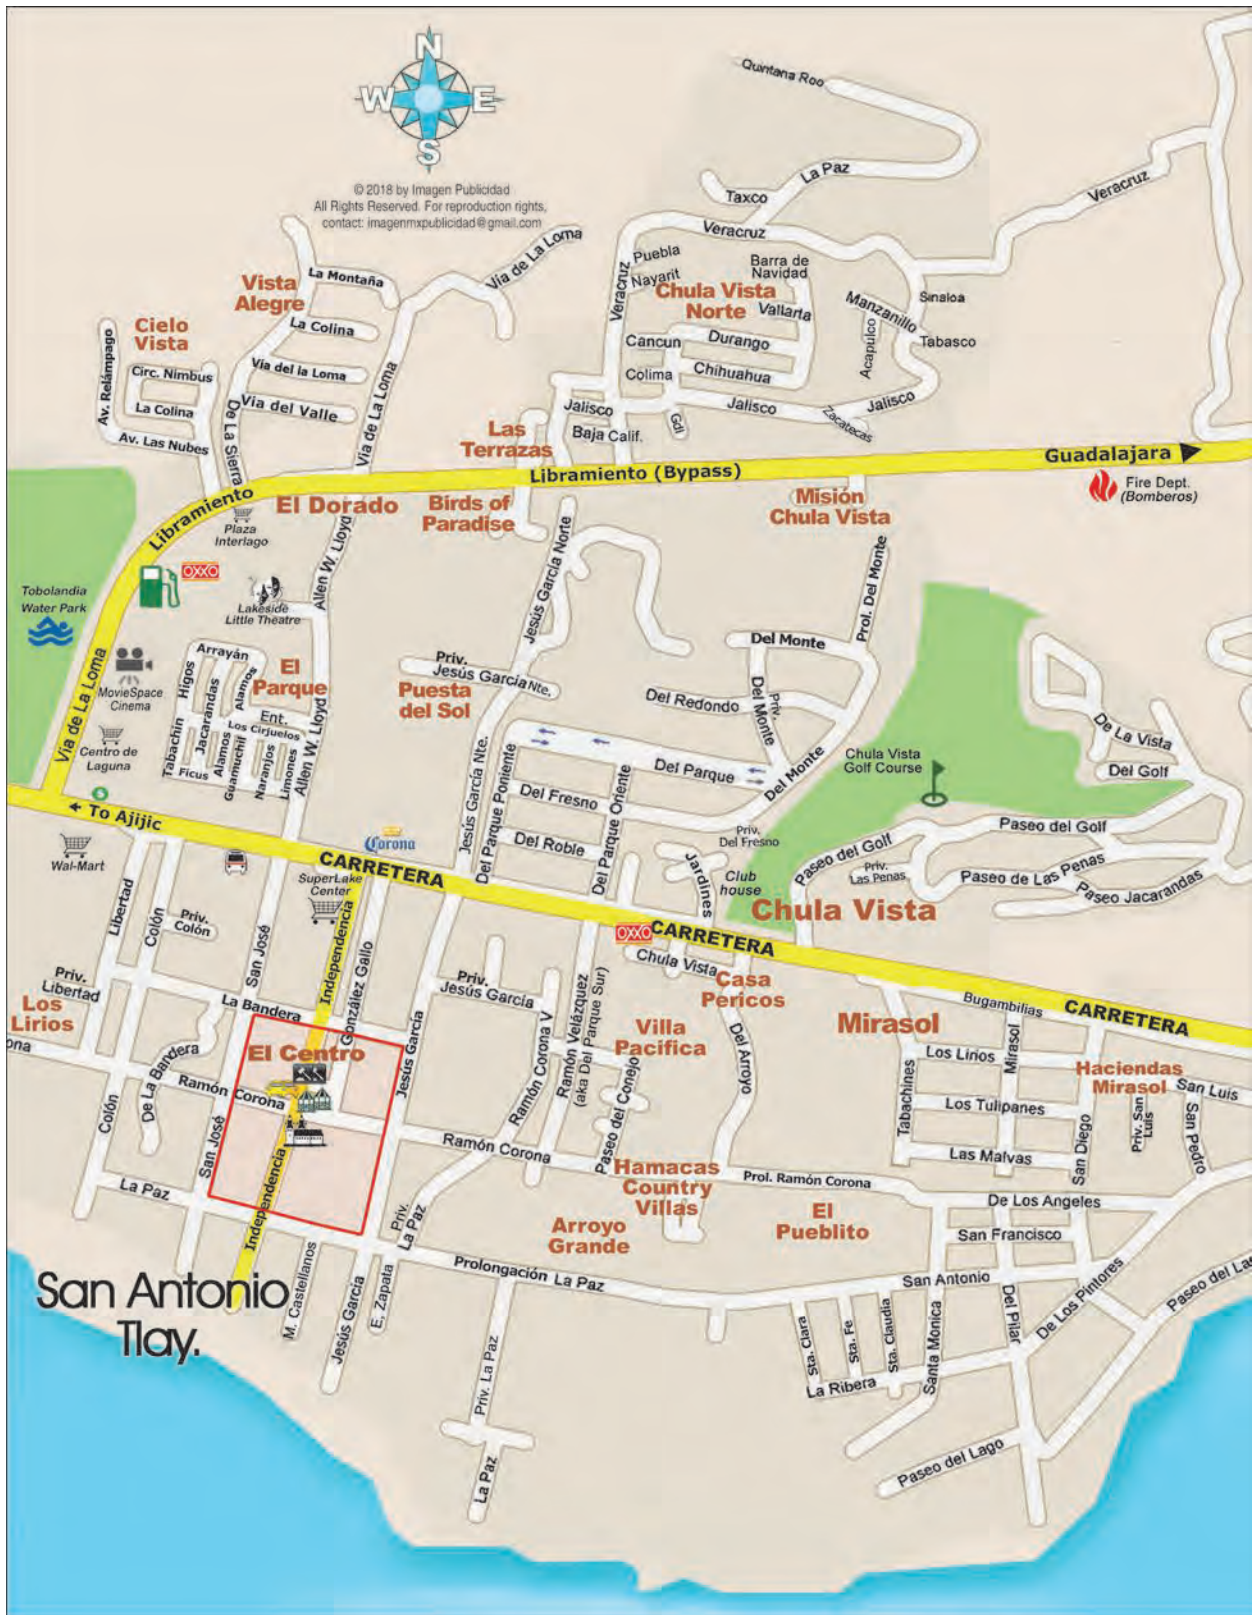 N
W
E
S
© 2018 by Imagen Publicidad
All Rights Reserved. For reproduction rights,
contact: imagenmxpublicidad@gmail.com
Quintana Roo
La Paz
Taxco
Veracruz
Veracruz
Veracruz
Puebla
Nayarit
Barra de
Navidad
Chula Vista
Norte
Vallarta
Manzanillo
Sinaloa
Tabasco
Acapulco
Cancun
Durango
Colima
Chihuahua
Jalisco
Jalisco
Jalisco
Zacatecas
Gdl
Baja Calif.
Via de La Loma
Vista
Alegre
La Montaña
La Colina
Via del la Loma
Via del Valle
Via de La Loma
De La Sierra
Cielo
Vista
Av. Relámpago
Circ. Nimbus
La Colina
Av. Las Nubes
Las
Terrazas
Libramiento (Bypass)
Guadalajara
Fire Dept.
(Bomberos)
Misión
Chula Vista
Birds of
Paradise
El Dorado
Libramiento
Plaza
Interlago
OXXO
Tobolandia
Water Park
Lakeside
Little Theatre
Allen W. Lloyd
Jesús García Norte
Prol. Del Monte
Via de La Loma
MovieSpace
Cinema
Centro de
Laguna
Arrayán
Higos
Jacarandas
Alamos
El
Parque
Ent.
Los Cirjuelos
Tabachin
Alamos
Guamuchif
Naranjos
Limones
Ficus
Allen W. Lloyd
Priv.
Jesús García Nte.
Puesta
del Sol
Jesús García Nte.
Del Monte
Del Redondo
Priv.
Del Monte
Del Parque
Del Monte
Del Parque Poniente
Del Fresno
Del Roble
Del Parque Oriente
Priv.
Del Fresno
Jardines
Club
house
Chula Vista
Golf Course
De La Vista
Del Golf
Paseo del Golf
Paseo del Golf
Priv.
Las Penas
Paseo de Las Penas
Paseo Jacarandas
Chula Vista
To Ajijic
$
Wal-Mart
Corona
CARRETERA
SuperLake
Center
OXXO
CARRETERA
CARRETERA
Libertad
Colón
Priv.
Colón
San José
Independencia
González Gallo
Priv.
Libertad
Los
Lirios
La Bandera
El Centro
Jesús García
Priv.
Jesús García
Ramón Corona V
Ramón Velázquez
(aka Del Parque Sur)
Chula Vista
Casa
Pericos
Villa
Pacifica
Paseo del Conejo
Del Arroyo
Mirasol
Bugambilias
Mirasol
Los Lirios
Tabachines
Los Tulipanes
Las Malvas
San Diego
Haciendas
Mirasol
San Luis
Priv. San
Luis
San Pedro
ona
De La Bandera
Colón
Ramón Corona
San José
La Paz
Independencia
Ramón Corona
Priv.
La Paz
Hamacas
Country
Villas
Prol. Ramón Corona
De Los Angeles
San Francisco
El
Pueblito
Arroyo
Grande
San Antonio
Tlay.
M. Castellanos
Jesús García
E. Zapata
Prolongación La Paz
San Antonio
Del Pilar
De Los Pintores
Paseo del Lag
Priv. La Paz
La Paz
Sta. Clara
Sta. Fe
Sta. Claudia
Santa Monica
La Ribera
Paseo del Lago